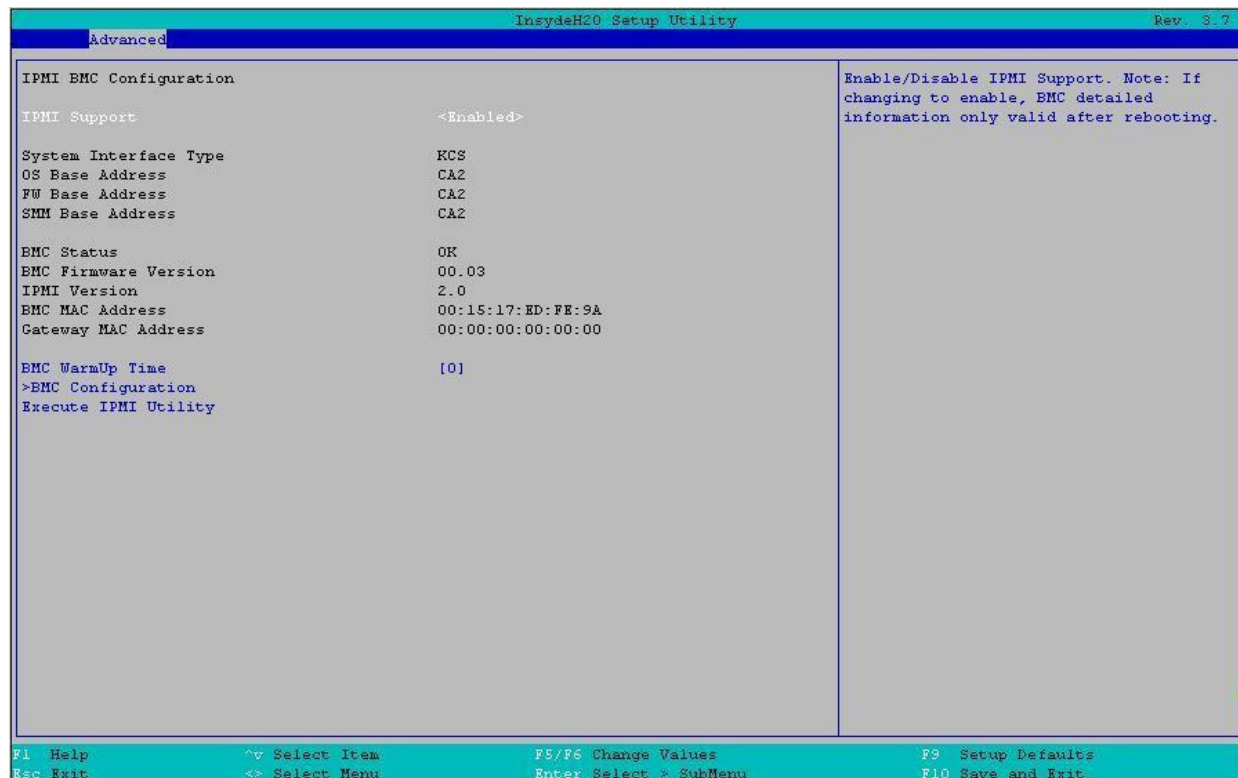 InsydeH20 Setup Utility Rev. 3.7
Advanced
IPMI BMC Configuration
IPMI Support <Enabled>
System Interface Type KCS
OS Base Address CA2
FW Base Address CA2
SMM Base Address CA2
BMC Status OK
BMC Firmware Version 00.03
IPMI Version 2.0
BMC MAC Address 00:15:17:ED:FE:9A
Gateway MAC Address 00:00:00:00:00:00
BMC WarmUp Time [0]
>BMC Configuration
Execute IPMI Utility
Enable/Disable IPMI Support. Note: If
changing to enable, BMC detailed
information only valid after rebooting.
F1 Help ^v Select Item F5/F6 Change Values F9 Setup Defaults
Esc Exit <> Select Menu Enter Select > SubMenu F10 Save and Exit